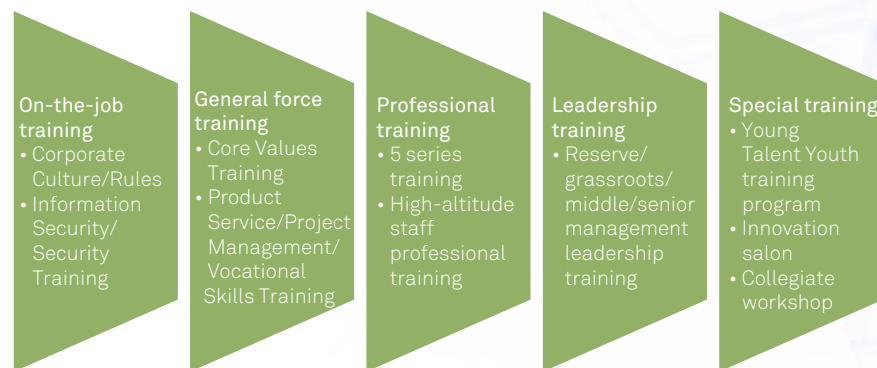 On-the-job
training
• Corporate
Culture/Rules
• Information
Security/
Security
Training
General force
training
• Core Values
Training
• Product
Service/Project
Management/
Vocational
Skills Training
Professional
training
• 5 series
training
• High-altitude
staff
professional
training
Leadership
training
• Reserve/
grassroots/
middle/senior
management
leadership
training
Special training
• Young
Talent Youth
training
program
• Innovation
salon
• Collegiate
workshop